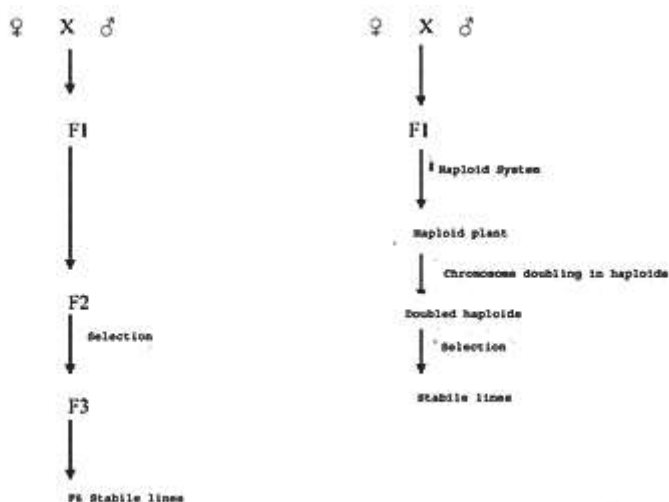 ♀ X ♂
F1
F2
Selection
F3
F6 Stabile lines
♀ X ♂
F1
Haploid System
Haploid plant
Chromosome doubling in haploids
Doubled haploids
Selection
Stabile lines